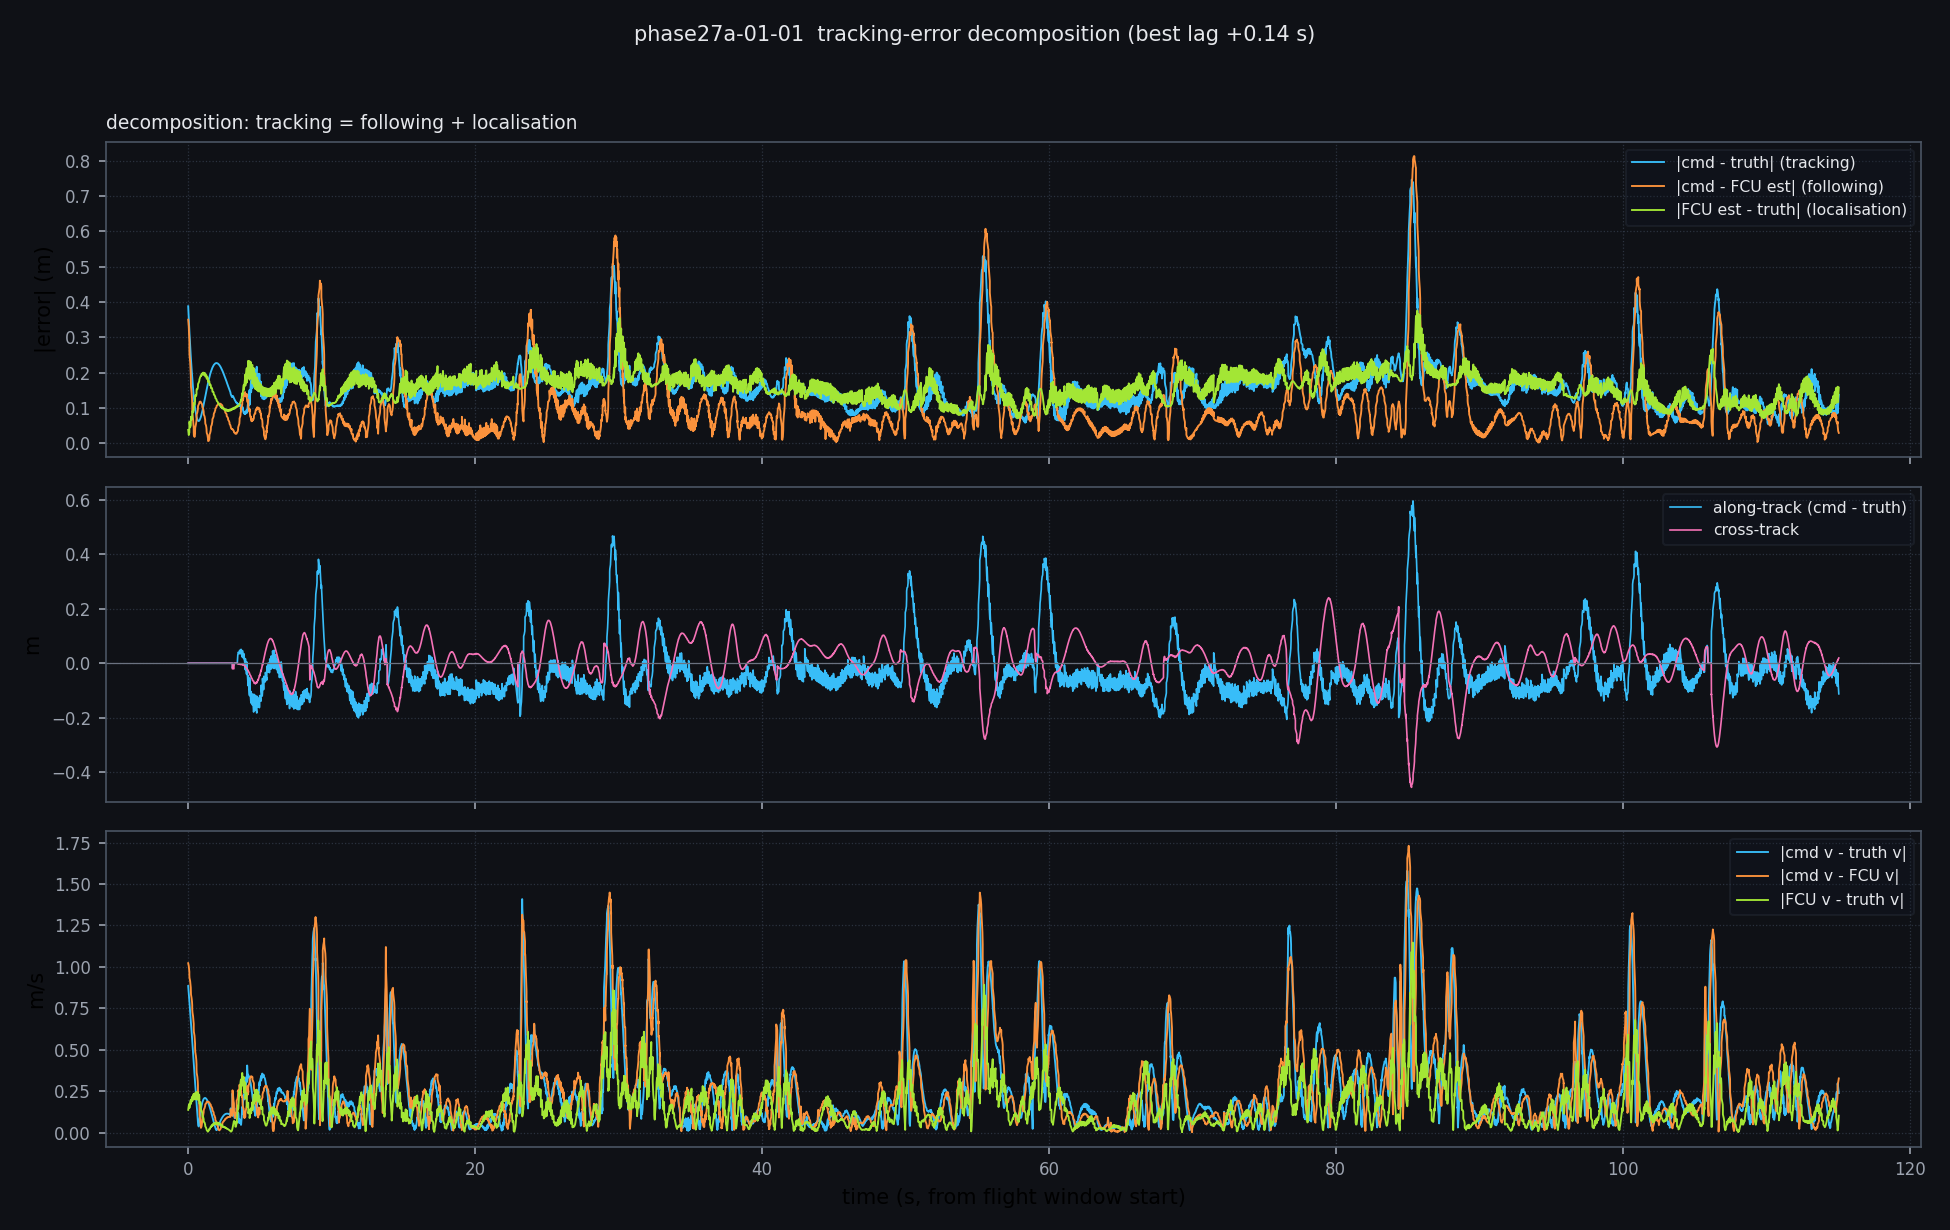 phase27a-01-01  tracking-error decomposition (best lag +0.14 s)
decomposition: tracking = following + localisation
|error| (m)
0.8
0.7
0.6
0.5
0.4
0.3
0.2
0.1
0.0
|cmd - truth| (tracking)
|cmd - FCU est| (following)
|FCU est - truth| (localisation)
m
0.6
0.4
0.2
0.0
−0.2
−0.4
along-track (cmd - truth)
cross-track
m/s
1.75
1.50
1.25
1.00
0.75
0.50
0.25
0.00
|cmd v - truth v|
|cmd v - FCU v|
|FCU v - truth v|
0 20 40 60 80 100 120
time (s, from flight window start)